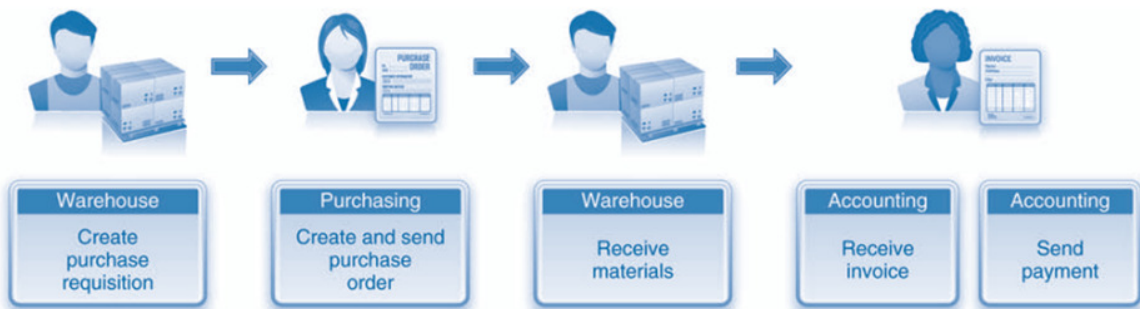 PURCHASE
ORDER
INVOICE
Warehouse
Create
purchase
requisition
Purchasing
Create and send
purchase
order
Warehouse
Receive
materials
Accounting
Receive
invoice
Accounting
Send
payment